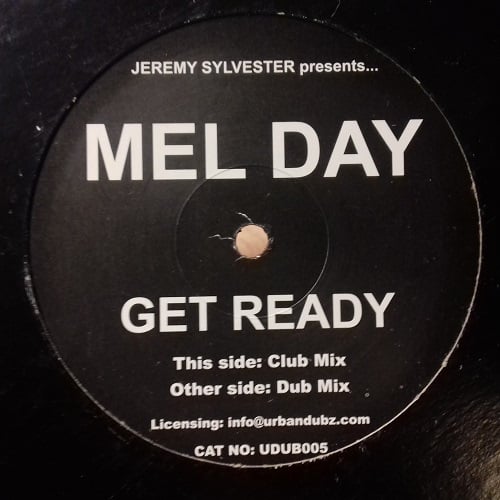 JEREMY SYLVESTER presents...
MEL DAY
GET READY
This side: Club Mix
Other side: Dub Mix
Licensing: info@urbandubz.com
CAT NO: UDUB005